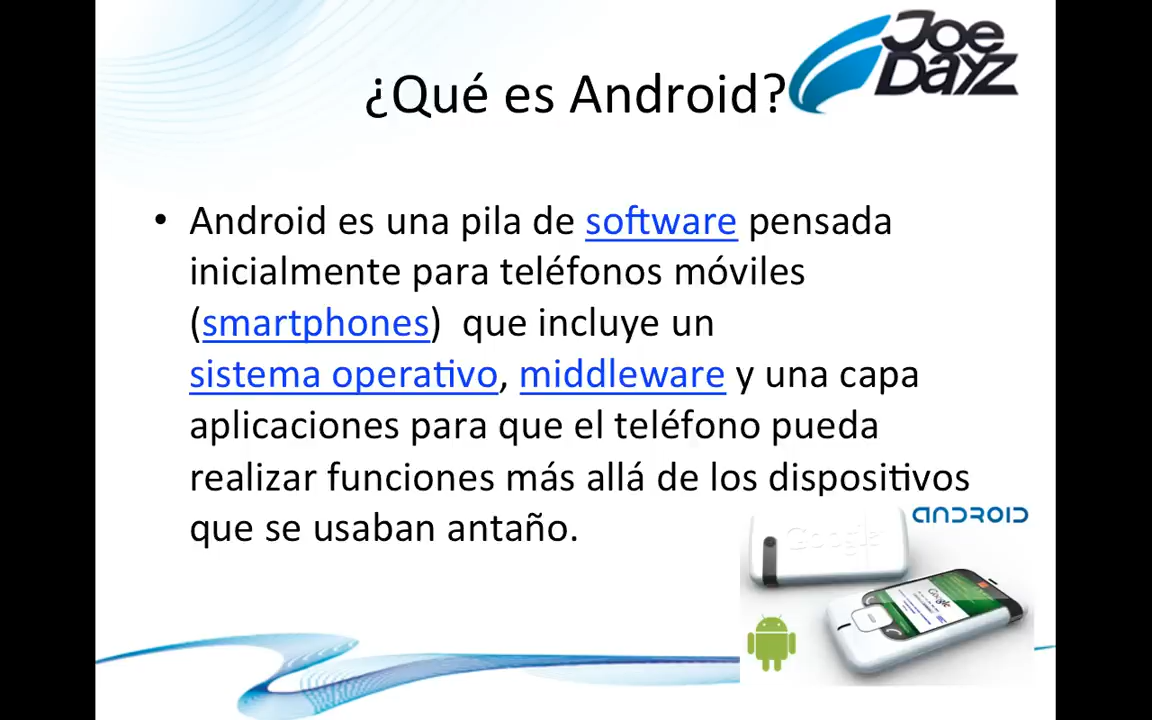 Joe
Dayz
¿Qué es Android?
• Android es una pila de software pensada
inicialmente para teléfonos móviles
(smartphones)  que incluye un
sistema operativo, middleware y una capa
aplicaciones para que el teléfono pueda
realizar funciones más allá de los dispositivos
que se usaban antaño.
ANDROID
Google
Google